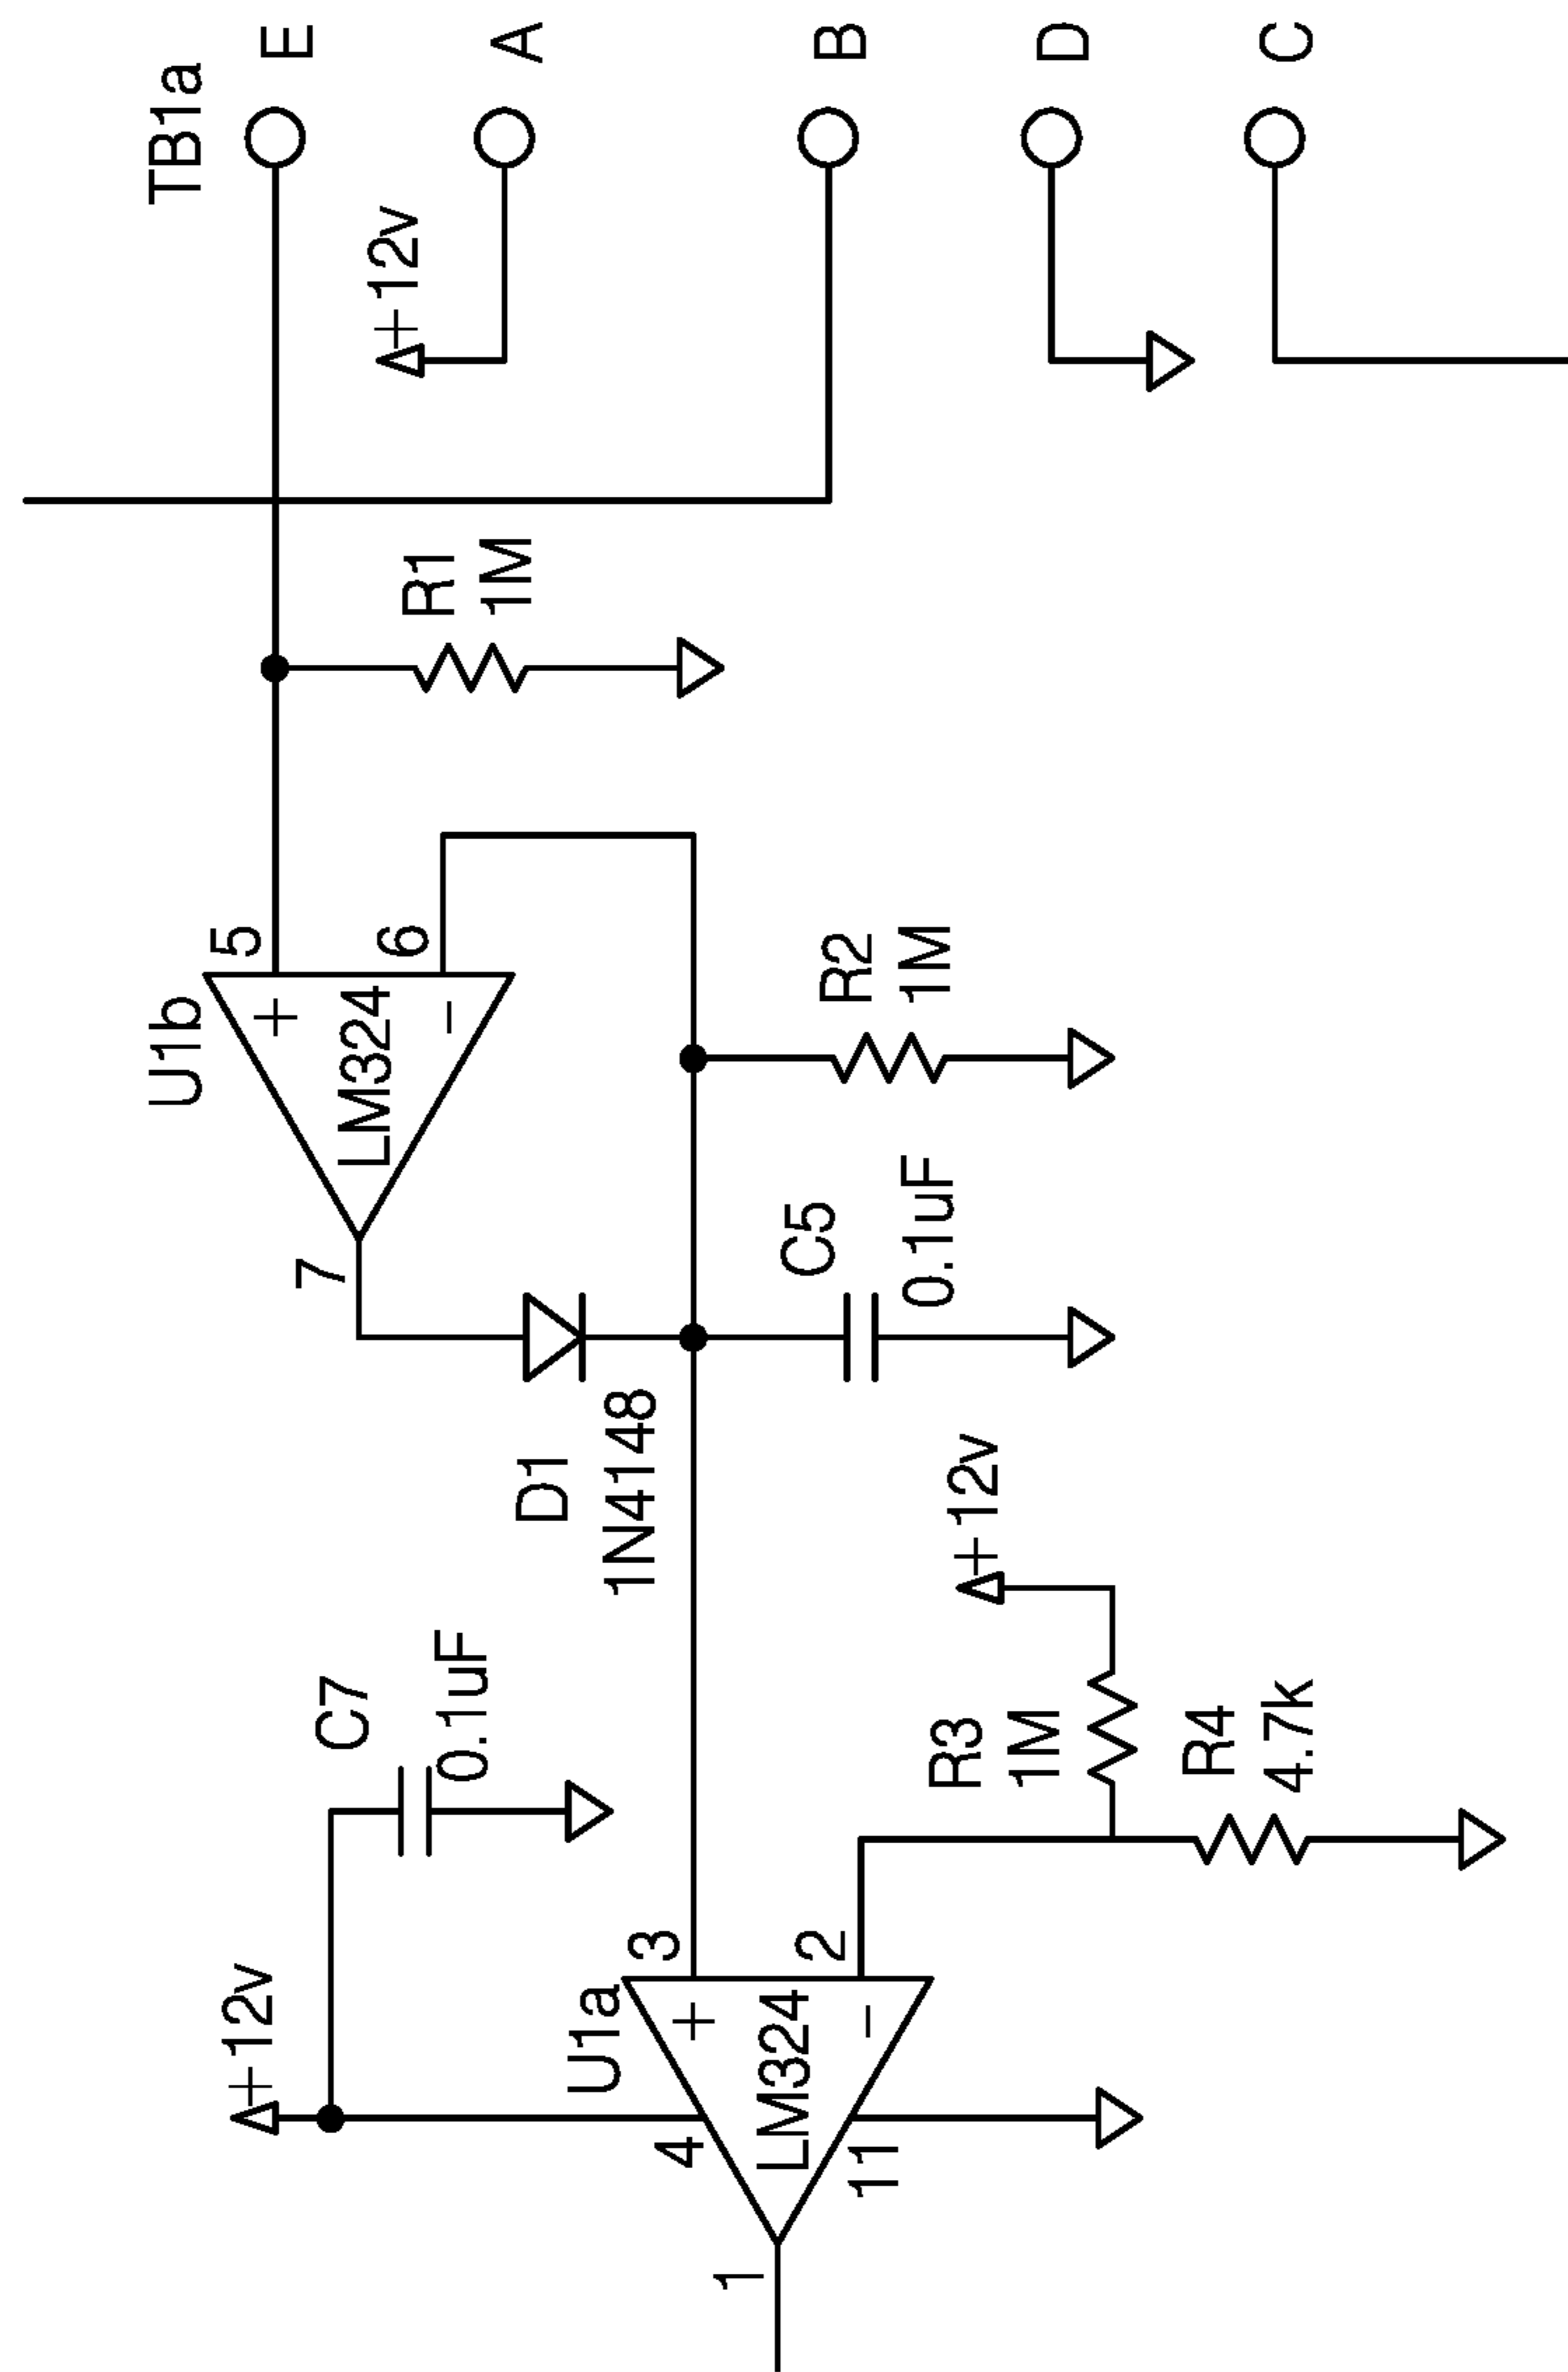 TB1a
E
A
B
D
C
+12v
R1
1M
U1b
5
6
7
+
-
LM324
R2
1M
C5
0.1uF
D1
1N4148
+12v
C7
0.1uF
R3
1M
R4
4.7k
+12v
U1a
3
2
4
11
1
+
-
LM324